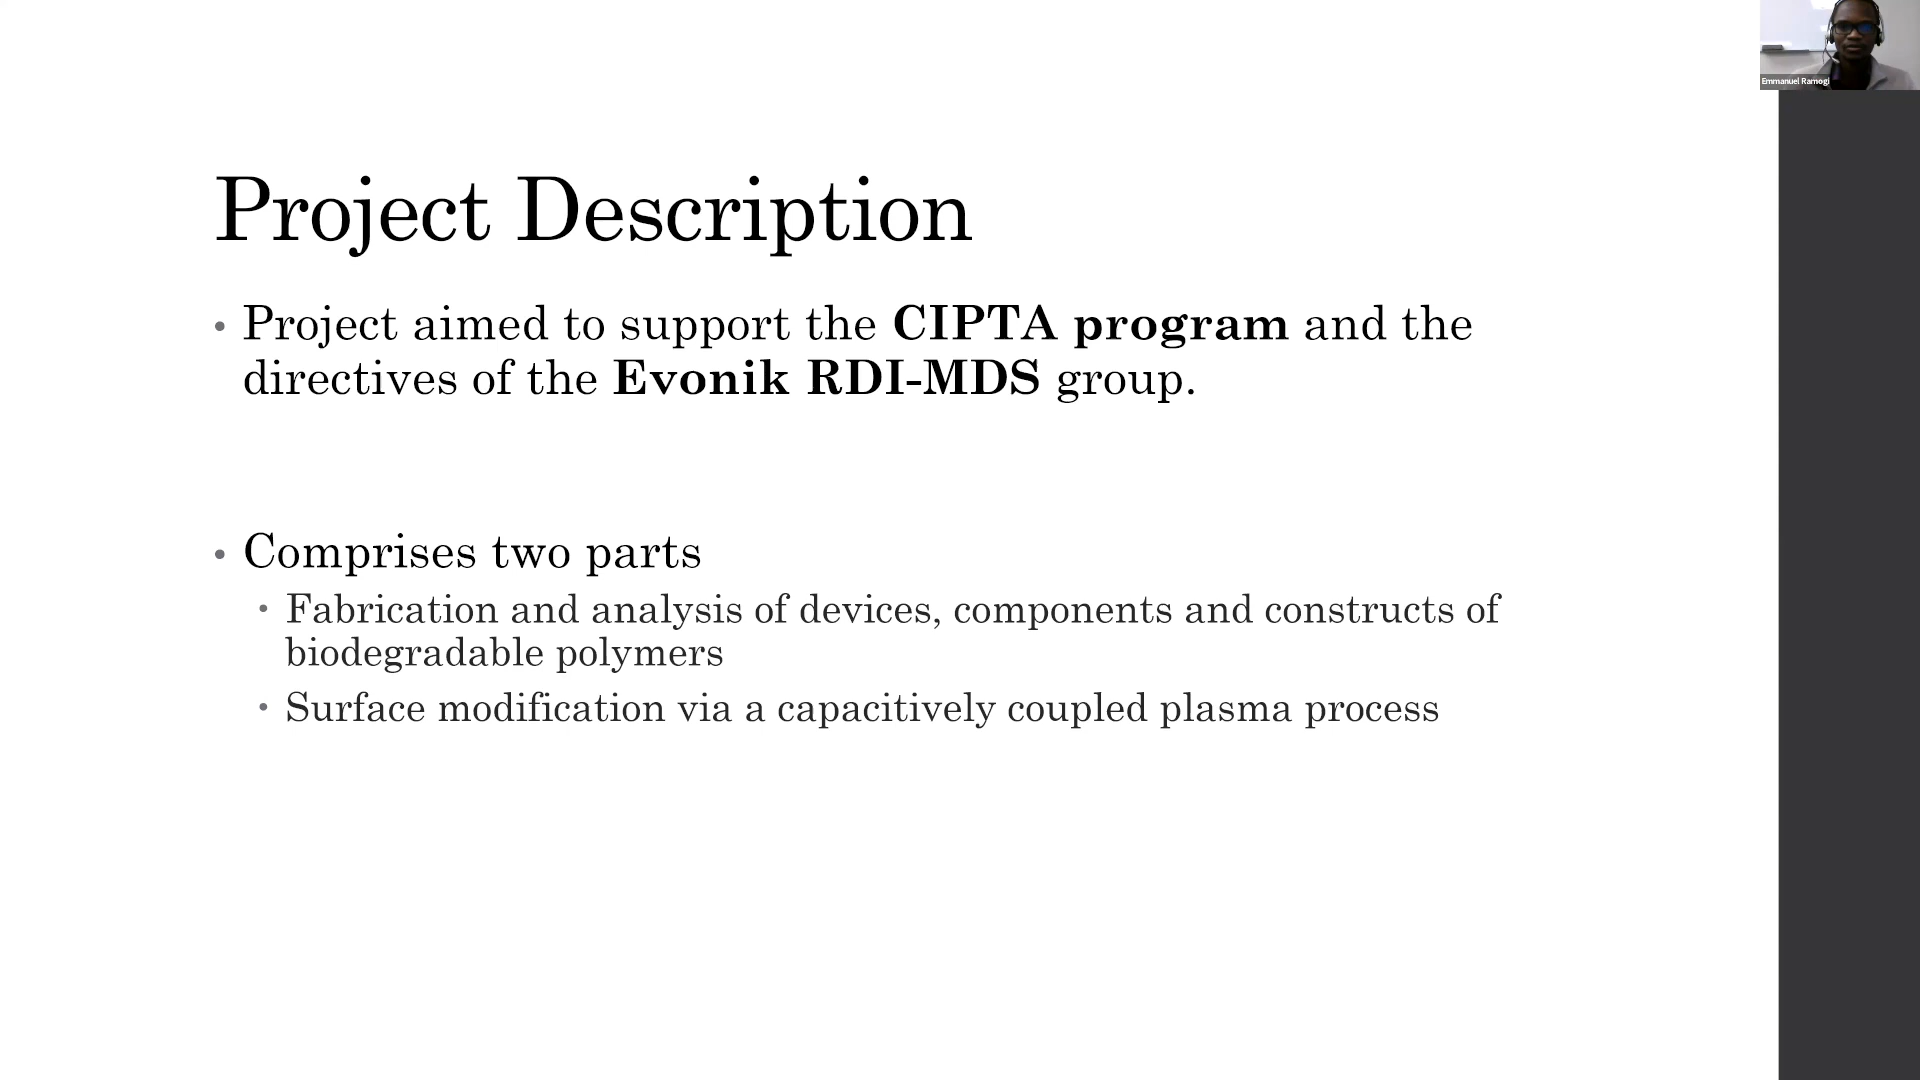 Emmanuel Ramogi
Project Description
• Project aimed to support the CIPTA program and the
directives of the Evonik RDI-MDS group.
• Comprises two parts
• Fabrication and analysis of devices, components and constructs of
biodegradable polymers
• Surface modification via a capacitively coupled plasma process